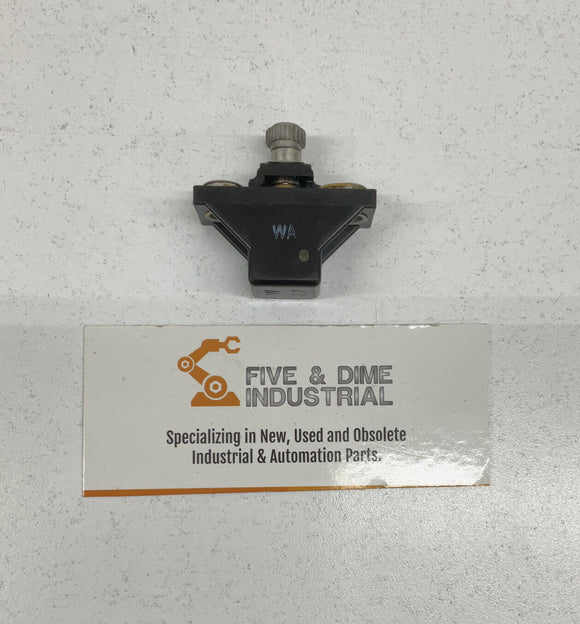 WA
FIVE & DIME
INDUSTRIAL
Specializing in New, Used and Obsolete
Industrial & Automation Parts.